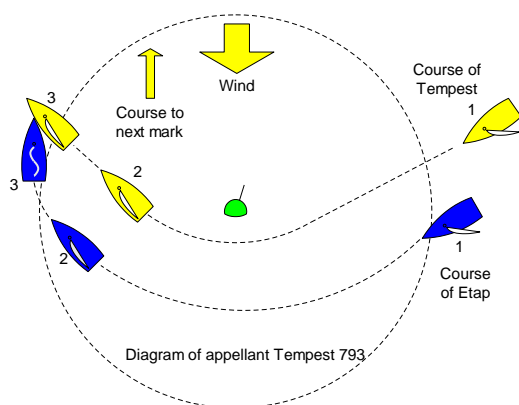 Wind
Course to
next mark
Course of
Tempest
1
3
2
3
2
1
Course
of Etap
Diagram of appellant Tempest 793